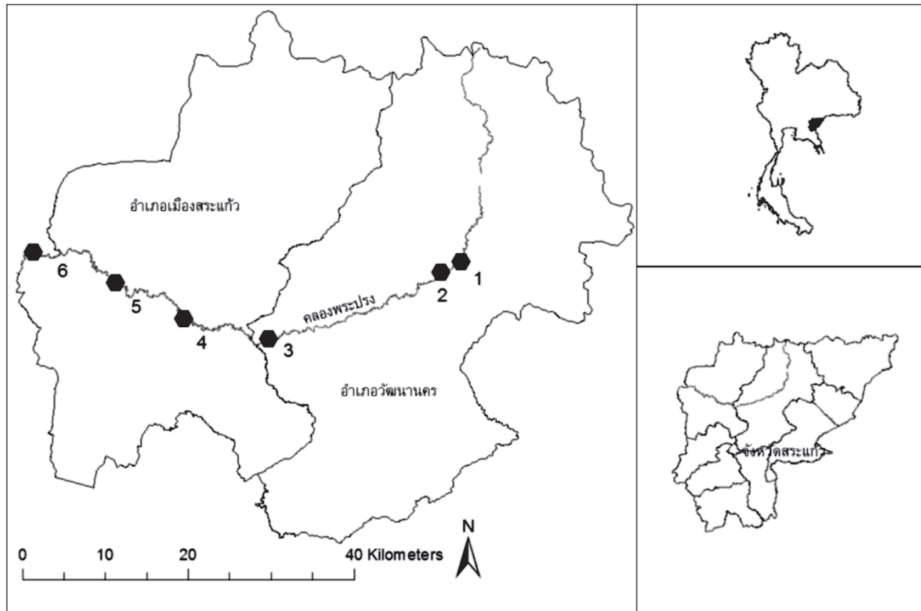 อำเภอเมืองสระแก้ว
6
5
4
3
2
1
คลองพระปรง
อำเภอวัฒนานคร
N
0 10 20 40 Kilometers
จังหวัดสระแก้ว